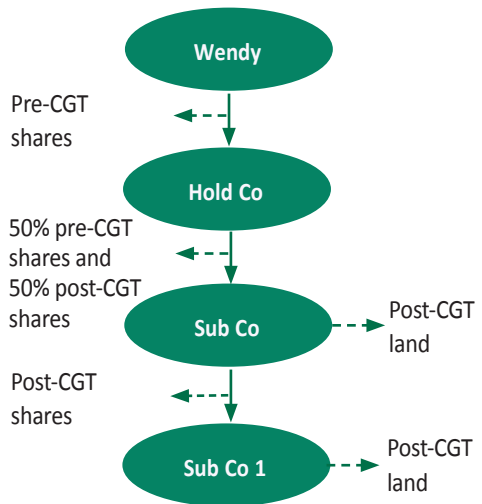 Wendy
Pre-CGT
shares
Hold Co
50% pre-CGT
shares and
50% post-CGT
shares
Sub Co
Post-CGT
land
Post-CGT
shares
Sub Co 1
Post-CGT
land